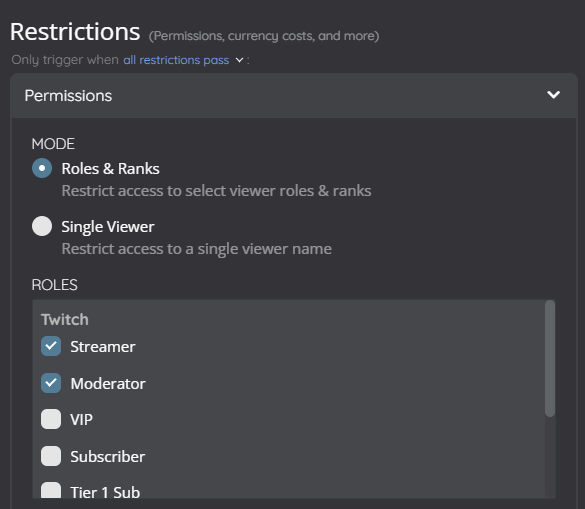 Restrictions (Permissions, currency costs, and more)
Only trigger when all restrictions pass :
Permissions
MODE
Roles & Ranks
Restrict access to select viewer roles & ranks
Single Viewer
Restrict access to a single viewer name
ROLES
Twitch
Streamer
Moderator
VIP
Subscriber
Tier 1 Sub